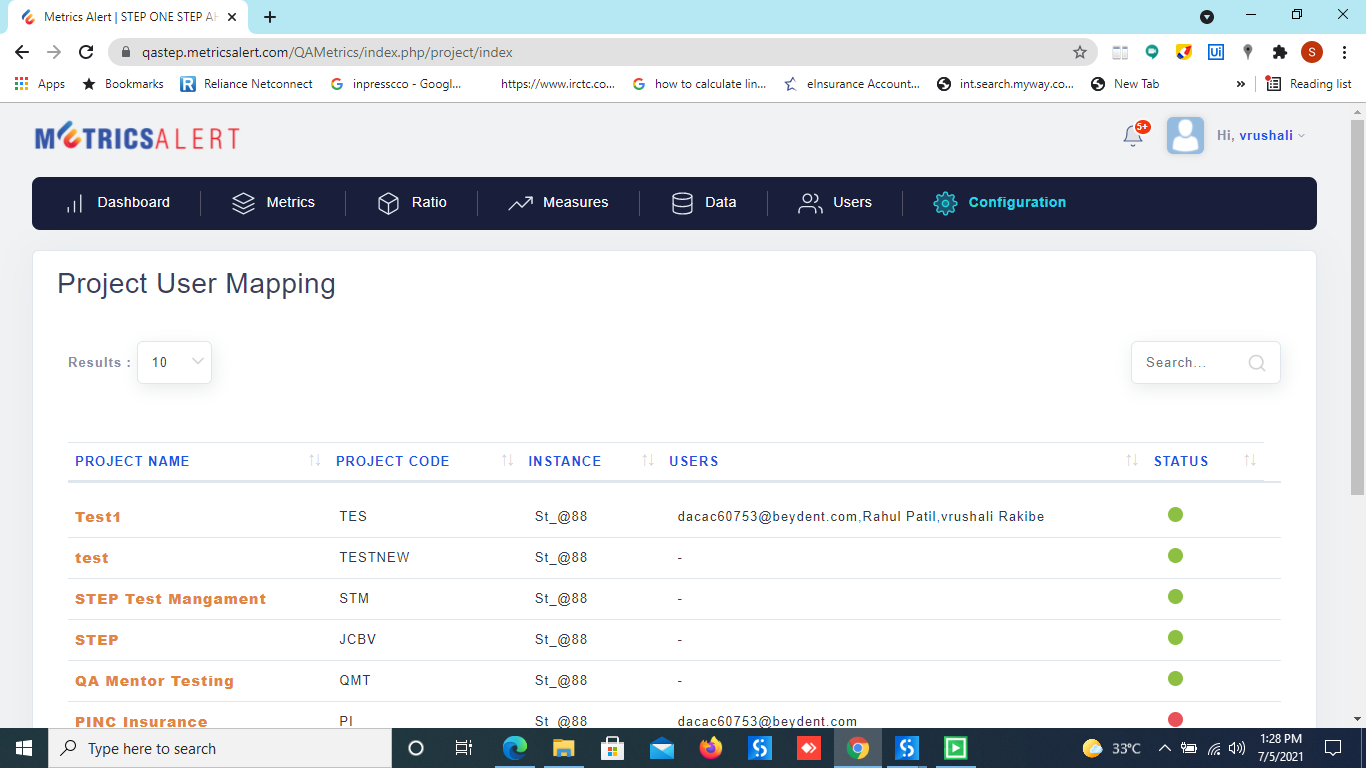 Metrics Alert | STEP ONE STEP AH
qastep.metricsalert.com/QAMetrics/index.php/project/index
S
Apps Bookmarks Reliance Netconnect inpresscco - Googl... https://www.irctc.co... how to calculate lin... eInsurance Account... int.search.myway.co... New Tab » Reading list
METRICSALERT
5+
Hi, vrushali
Dashboard Metrics Ratio Measures Data Users Configuration
Project User Mapping
Results : 10 Search...
PROJECT NAME PROJECT CODE INSTANCE USERS STATUS
Test1 TES St_@88 dacac60753@beydent.com,Rahul Patil,vrushali Rakibe
test TESTNEW St_@88 -
STEP Test Mangament STM St_@88 -
STEP JCBV St_@88 -
QA Mentor Testing QMT St_@88 -
PINC Insurance PI St_@88 dacac60753@beydent.com
Type here to search 33°C 1:28 PM
7/5/2021